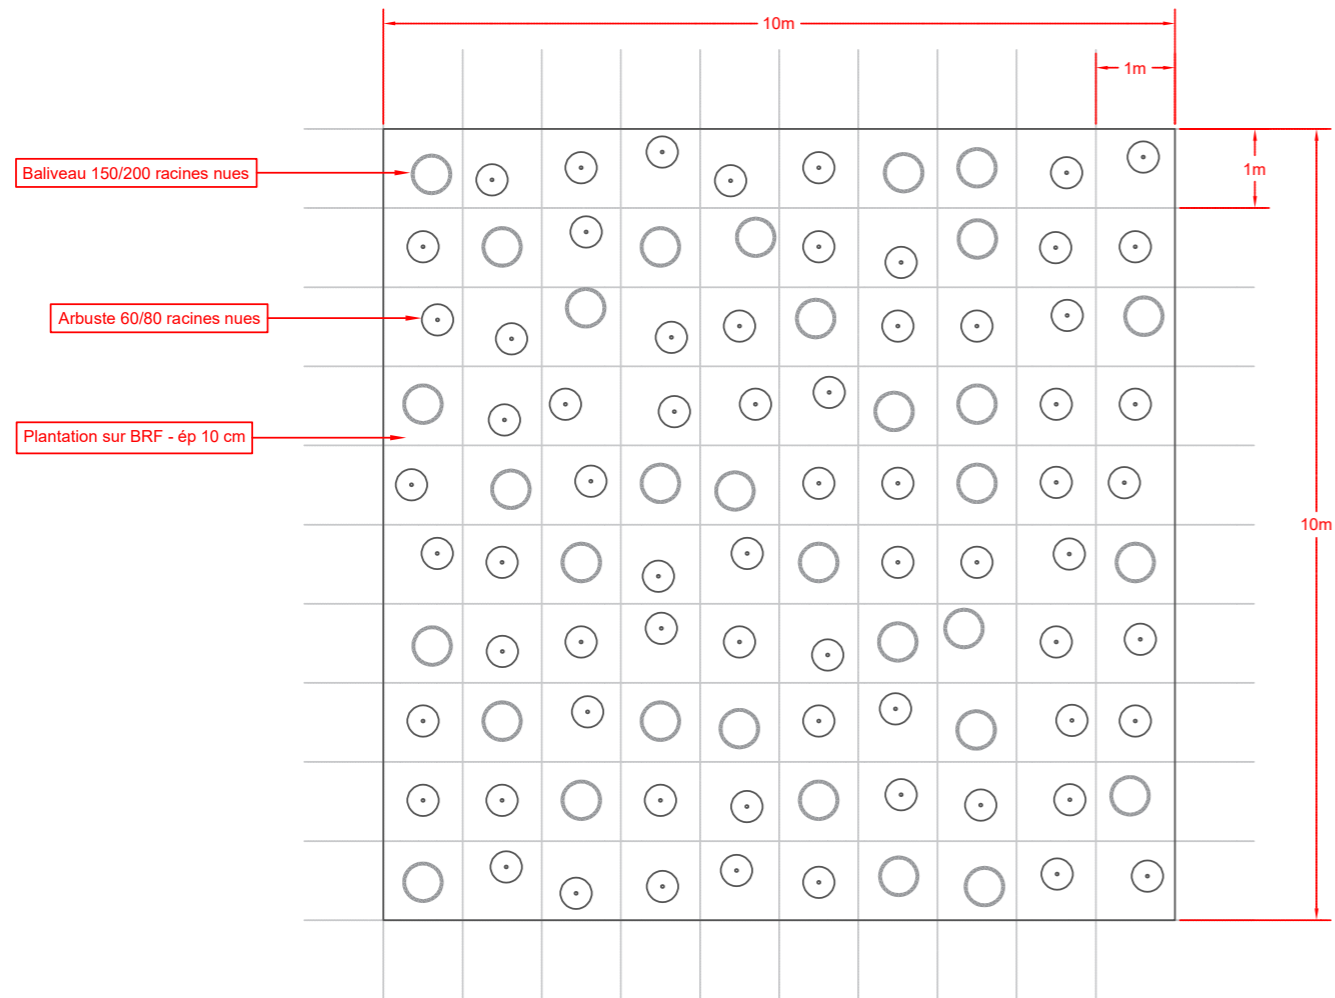 10m
1m
Baliveau 150/200 racines nues
1m
Arbuste 60/80 racines nues
Plantation sur BRF - ép 10 cm
10m